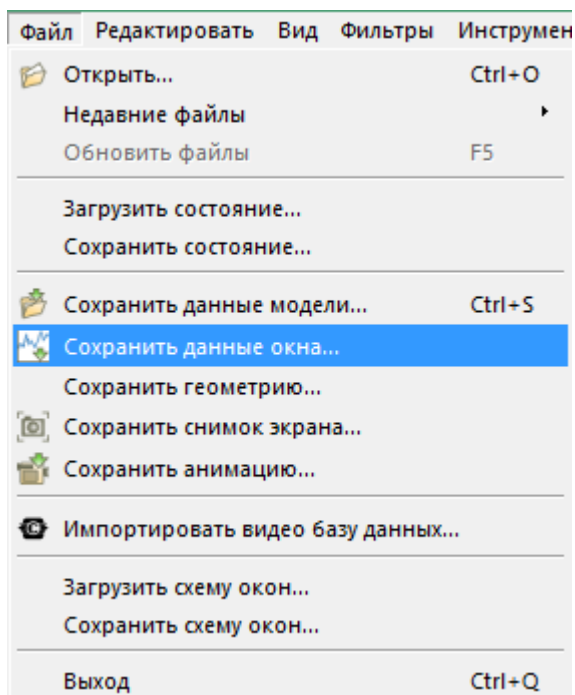 Файл Редактировать Вид Фильтры Инструмен
Открыть... Ctrl+O
Недавние файлы
Обновить файлы F5
Загрузить состояние...
Сохранить состояние...
Сохранить данные модели... Ctrl+S
Сохранить данные окна...
Сохранить геометрию...
Сохранить снимок экрана...
Сохранить анимацию...
Импортировать видео базу данных...
Загрузить схему окон...
Сохранить схему окон...
Выход Ctrl+Q